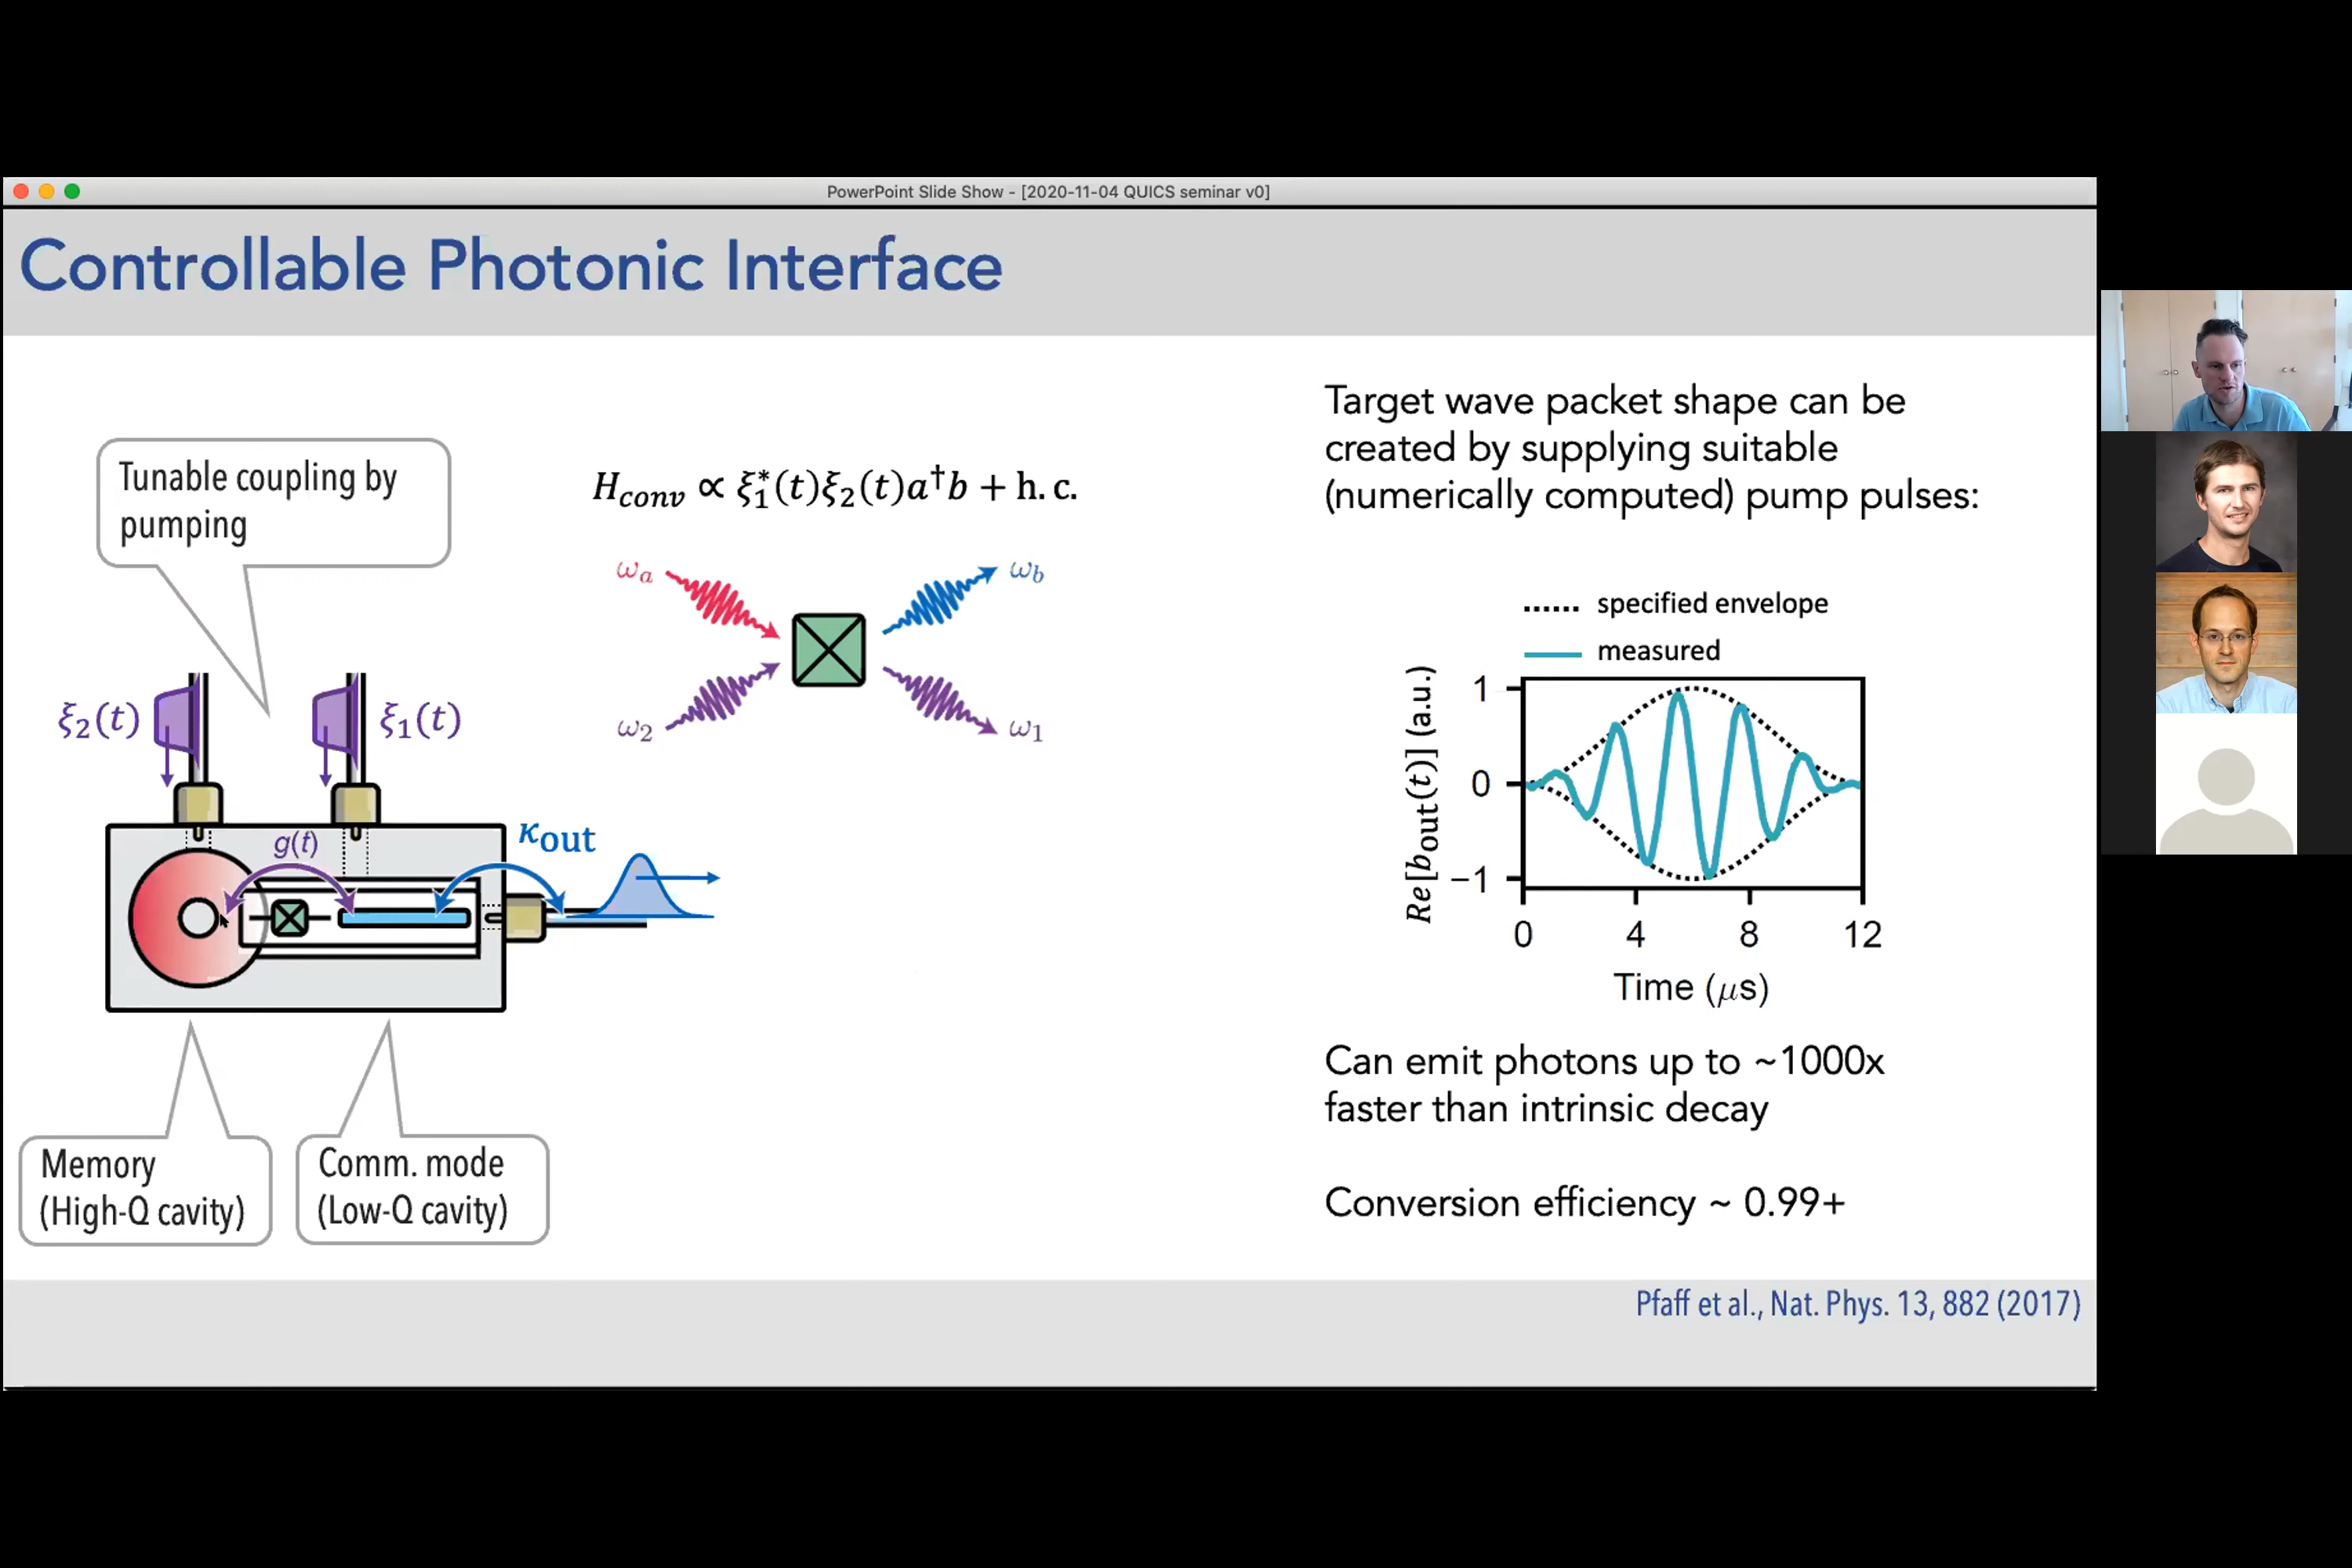 PowerPoint Slide Show - [2020-11-04 QUICS seminar v0]
Controllable Photonic Interface
Tunable coupling by
pumping
H_conv ∝ ξ₁*(t)ξ₂(t)a†b + h.c.
ω_a
ω_b
ω₂
ω₁
ξ₂(t)
ξ₁(t)
g(t)
κ_out
Memory
(High-Q cavity)
Comm. mode
(Low-Q cavity)
Target wave packet shape can be
created by supplying suitable
(numerically computed) pump pulses:
specified envelope
measured
Re[b_out(t)] (a.u.)
1
0
−1
0 4 8 12
Time (μs)
Can emit photons up to ~1000x
faster than intrinsic decay
Conversion efficiency ~ 0.99+
Pfaff et al., Nat. Phys. 13, 882 (2017)